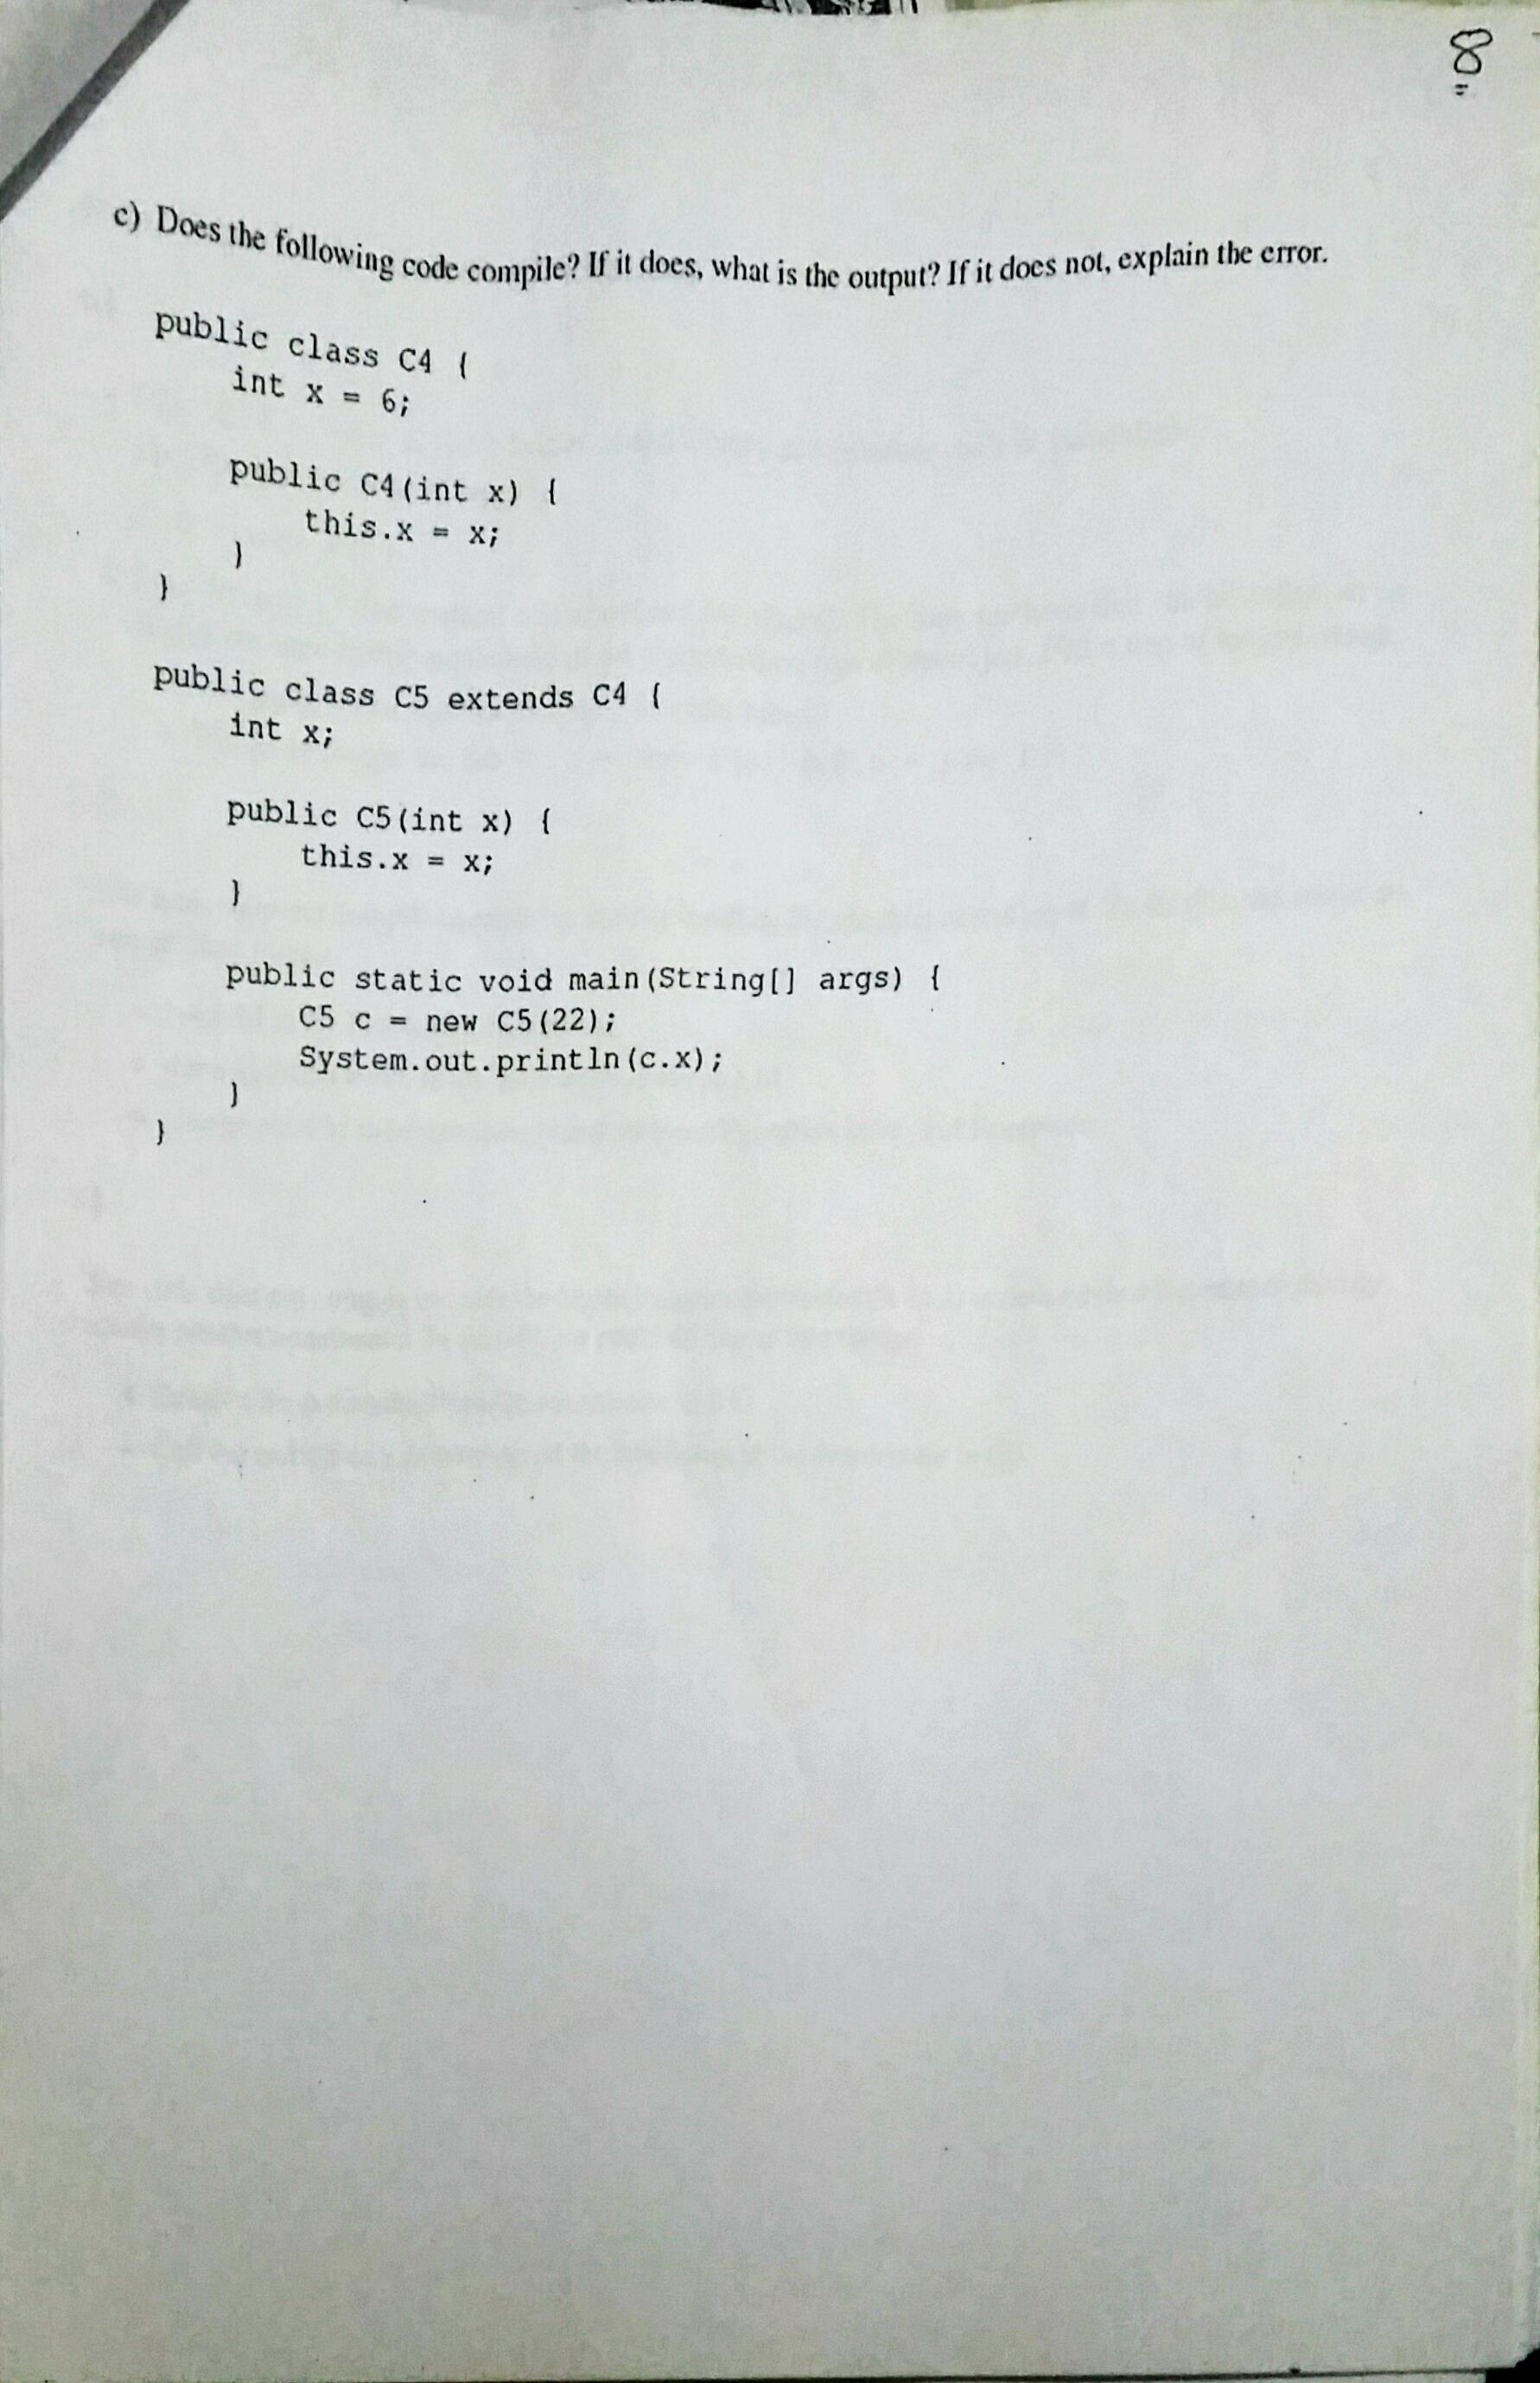 8
c) Does the following code compile? If it does, what is the output? If it does not, explain the error.
public class C4 {
int x = 6;
public C4(int x) {
this.x = x;
}
}
public class C5 extends C4 {
int x;
public C5(int x) {
this.x = x;
}
public static void main(String[] args) {
C5 c = new C5(22);
System.out.println(c.x);
}
}